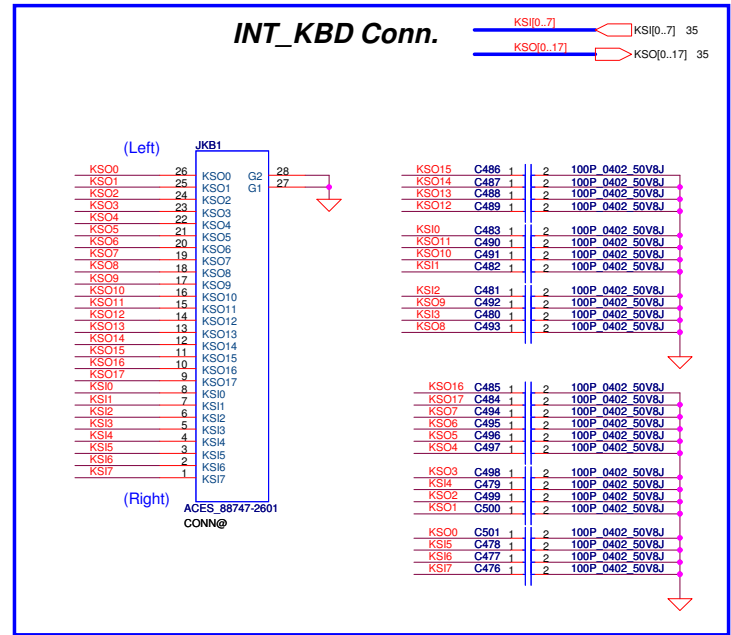 INT_KBD Conn.
KSI[0..7] KSI[0..7] 35
KSO[0..17] KSO[0..17] 35
(Left) JKB1
KSO0 26 KSO0 G2 28
KSO1 25 KSO1 G1 27
KSO2 24 KSO2
KSO3 23 KSO3
KSO4 22 KSO4
KSO5 21 KSO5
KSO6 20 KSO6
KSO7 19 KSO7
KSO8 18 KSO8
KSO9 17 KSO9
KSO10 16 KSO10
KSO11 15 KSO11
KSO12 14 KSO12
KSO13 13 KSO13
KSO14 12 KSO14
KSO15 11 KSO15
KSO16 10 KSO16
KSO17 9 KSO17
KSI0 8 KSI0
KSI1 7 KSI1
KSI2 6 KSI2
KSI3 5 KSI3
KSI4 4 KSI4
KSI5 3 KSI5
KSI6 2 KSI6
KSI7 1 KSI7
(Right)
ACES_88747-2601
CONN@
KSO15 C486 1 2 100P_0402_50V8J
KSO14 C487 1 2 100P_0402_50V8J
KSO13 C488 1 2 100P_0402_50V8J
KSO12 C489 1 2 100P_0402_50V8J
KSI0 C483 1 2 100P_0402_50V8J
KSO11 C490 1 2 100P_0402_50V8J
KSO10 C491 1 2 100P_0402_50V8J
KSI1 C482 1 2 100P_0402_50V8J
KSI2 C481 1 2 100P_0402_50V8J
KSO9 C492 1 2 100P_0402_50V8J
KSI3 C480 1 2 100P_0402_50V8J
KSO8 C493 1 2 100P_0402_50V8J
KSO16 C485 1 2 100P_0402_50V8J
KSO17 C484 1 2 100P_0402_50V8J
KSO7 C494 1 2 100P_0402_50V8J
KSO6 C495 1 2 100P_0402_50V8J
KSO5 C496 1 2 100P_0402_50V8J
KSO4 C497 1 2 100P_0402_50V8J
KSO3 C498 1 2 100P_0402_50V8J
KSI4 C479 1 2 100P_0402_50V8J
KSO2 C499 1 2 100P_0402_50V8J
KSO1 C500 1 2 100P_0402_50V8J
KSO0 C501 1 2 100P_0402_50V8J
KSI5 C478 1 2 100P_0402_50V8J
KSI6 C477 1 2 100P_0402_50V8J
KSI7 C476 1 2 100P_0402_50V8J